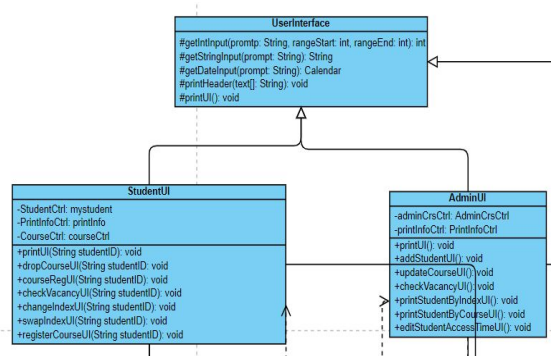 UserInterface
#getIntInput(promtp: String, rangeStart: int, rangeEnd: int): int
#getStringInput(prompt: String): String
#getDateInput(prompt: String): Calendar
#printHeader(text[]: String): void
#printUI(): void
StudentUI
-StudentCtrl: mystudent
-PrintInfoCtrl: printInfo
-CourseCtrl: courseCtrl
+printUI(String studentID): void
+dropCourseUI(String studentID): void
+courseRegUI(String studentID): void
+checkVacancyUI(String studentID): void
+changeIndexUI(String studentID): void
+swapIndexUI(String studentID): void
+registerCourseUI(String studentID): void
AdminUI
-adminCrsCtrl: AdminCrsCtrl
-printInfoCtrl: PrintInfoCtrl
+printUI(): void
+addStudentUI(): void
+updateCourseUI(): void
+checkVacancyUI(): void
+printStudentByIndexUI(): void
+printStudentByCourseUI(): void
+editStudentAccessTimeUI(): void